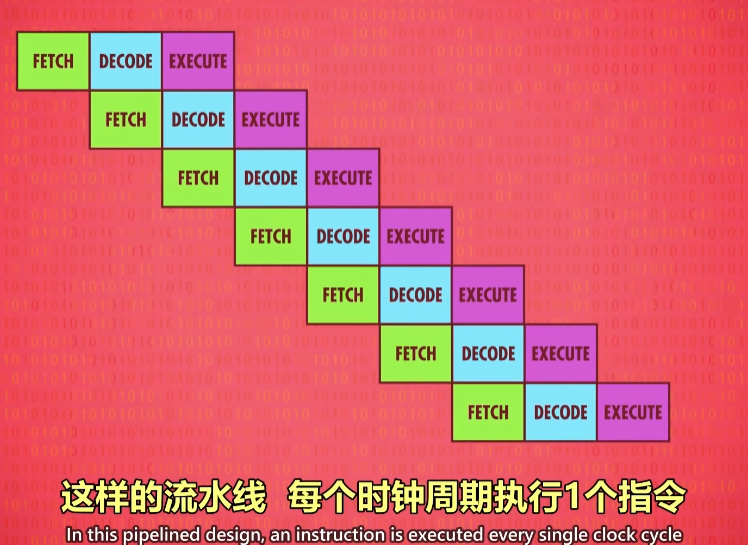 FETCH DECODE EXECUTE
FETCH DECODE EXECUTE
FETCH DECODE EXECUTE
FETCH DECODE EXECUTE
FETCH DECODE EXECUTE
FETCH DECODE EXECUTE
FETCH DECODE EXECUTE
这样的流水线 每个时钟周期执行1个指令
In this pipelined design, an instruction is executed every single clock cycle